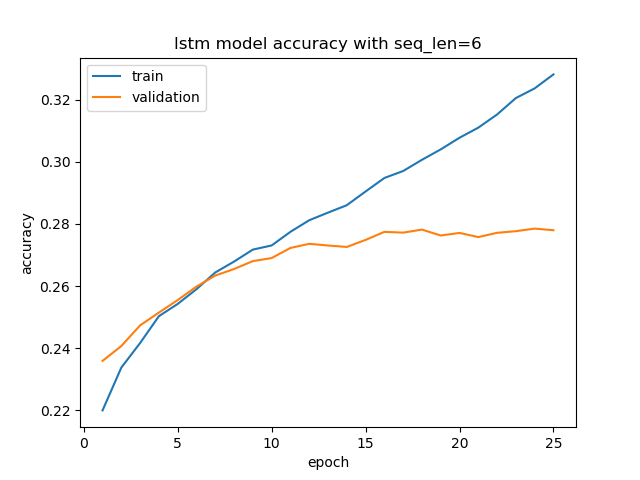 lstm model accuracy with seq_len=6
train
validation
accuracy
0.32
0.30
0.28
0.26
0.24
0.22
0 5 10 15 20 25
epoch